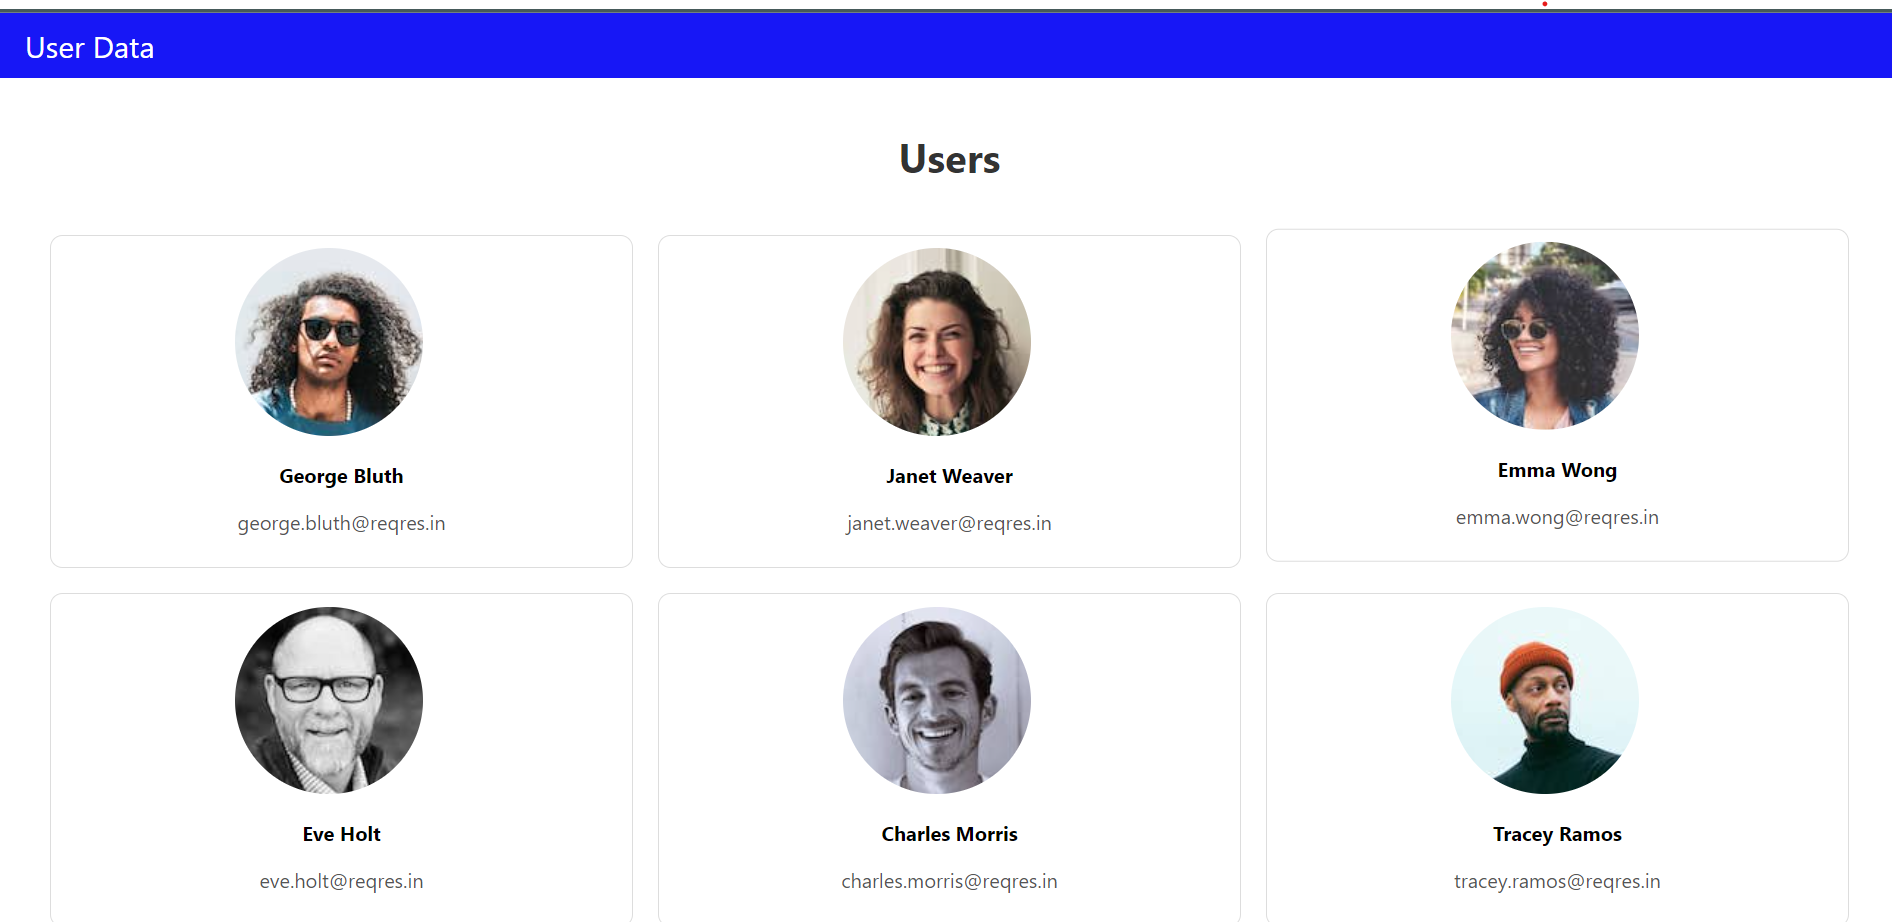 User Data
Users
George Bluth
george.bluth@reqres.in
Janet Weaver
janet.weaver@reqres.in
Emma Wong
emma.wong@reqres.in
Eve Holt
eve.holt@reqres.in
Charles Morris
charles.morris@reqres.in
Tracey Ramos
tracey.ramos@reqres.in